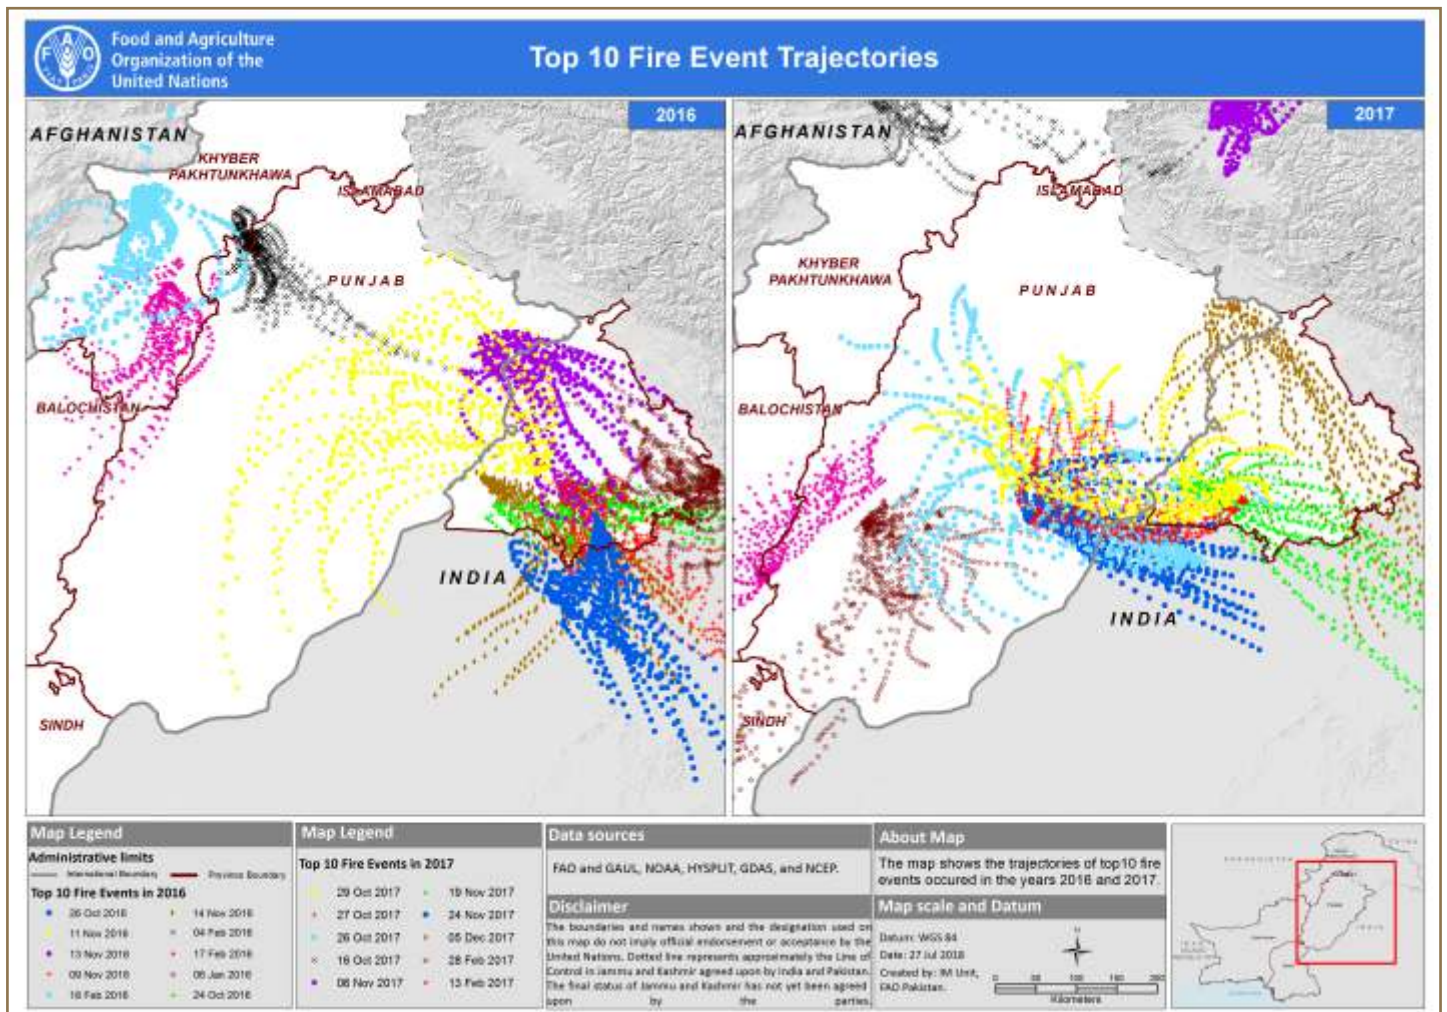 Food and Agriculture
Organization of the
United Nations
Top 10 Fire Event Trajectories
2016
AFGHANISTAN
KHYBER
PAKHTUNKHAWA
ISLAMABAD
PUNJAB
BALOCHISTAN
INDIA
SINDH
2017
AFGHANISTAN
ISLAMABAD
KHYBER
PAKHTUNKHAWA
PUNJAB
BALOCHISTAN
INDIA
SINDH
Map Legend
Administrative limits
International Boundary
Province Boundary
Top 10 Fire Events in 2016
26 Oct 2016
14 Nov 2016
11 Nov 2016
04 Feb 2016
13 Nov 2016
17 Feb 2016
09 Nov 2016
06 Jan 2016
18 Feb 2016
24 Oct 2016
Map Legend
Top 10 Fire Events in 2017
29 Oct 2017
19 Nov 2017
27 Oct 2017
24 Nov 2017
26 Oct 2017
05 Dec 2017
16 Oct 2017
28 Feb 2017
06 Nov 2017
13 Feb 2017
Data sources
FAO and GAUL, NOAA, HYSPLIT, GDAS, and NCEP.
Disclaimer
The boundaries and names shown and the designation used on
this map do not imply official endorsement or acceptance by the
United Nations. Dotted line represents approximately the Line of
Control in Jammu and Kashmir agreed upon by India and Pakistan.
The final status of Jammu and Kashmir has not yet been agreed
upon by the parties.
About Map
The map shows the trajectories of top10 fire
events occured in the years 2016 and 2017.
Map scale and Datum
Datum: WGS 84
Date: 27 Jul 2018
Created by: IM Unit,
FAO Pakistan.
N
0 50 100 150 200
Kilometers